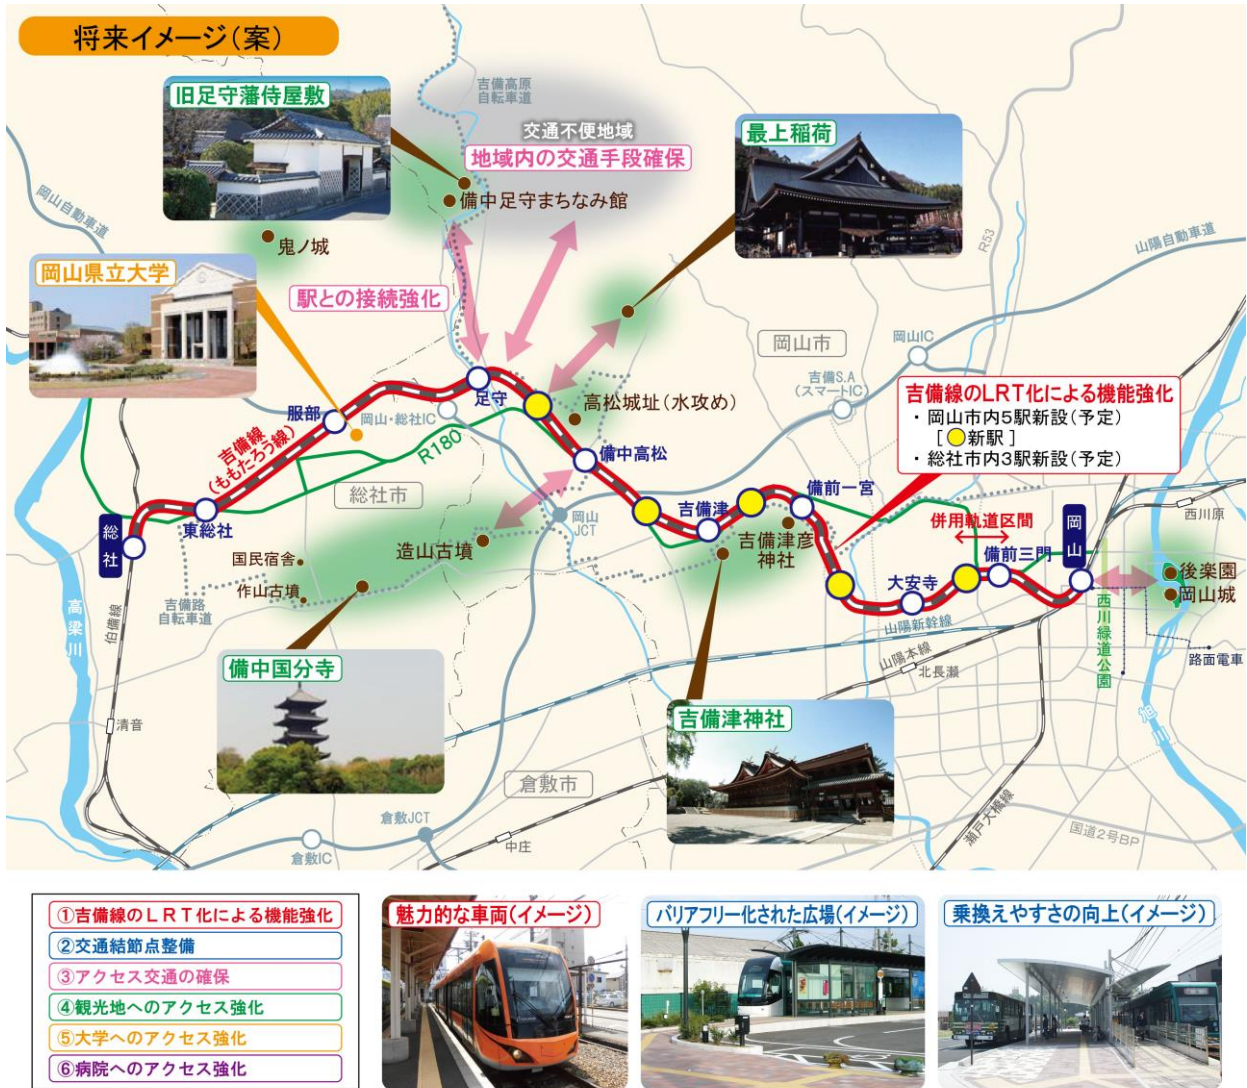 将来イメージ(案)
旧足守藩侍屋敷
吉備高原
自転車道
交通不便地域
地域内の交通手段確保
最上稲荷
備中足守まちなみ館
鬼ノ城
岡山自動車道
R53
山陽自動車道
岡山県立大学
駅との接続強化
岡山市
岡山IC
吉備S.A
(スマートIC)
吉備線のLRT化による機能強化
・岡山市内5駅新設(予定)
[新駅]
・総社市内3駅新設(予定)
服部
足守
岡山・総社IC
高松城址(水攻め)
吉備線
(ももたろう線)
R180
備中高松
総社市
東総社
総社
岡山
JCT
吉備津
備前一宮
吉備津彦
神社
併用軌道区間
備前三門
岡山
西川原
後楽園
岡山城
国民宿舎
作山古墳
造山古墳
吉備路
自転車道
大安寺
山陽新幹線
山陽本線
北長瀬
西川緑道公園
路面電車
高梁川
伯備線
清音
備中国分寺
吉備津神社
旭川
倉敷市
倉敷JCT
倉敷IC
中庄
瀬戸大橋線
国道2号BP
①吉備線のLRT化による機能強化
②交通結節点整備
③アクセス交通の確保
④観光地へのアクセス強化
⑤大学へのアクセス強化
⑥病院へのアクセス強化
魅力的な車両(イメージ)
バリアフリー化された広場(イメージ)
乗換えやすさの向上(イメージ)